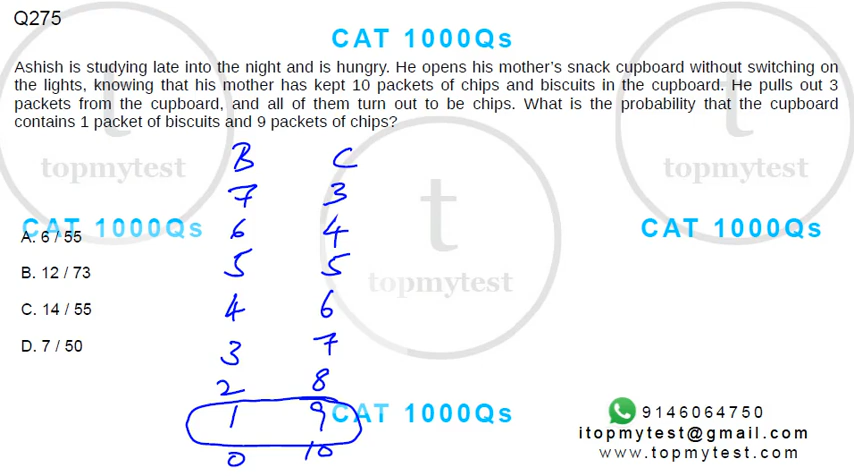 Q275
CAT 1000Qs
Ashish is studying late into the night and is hungry. He opens his mother's snack cupboard without switching on
the lights, knowing that his mother has kept 10 packets of chips and biscuits in the cupboard. He pulls out 3
packets from the cupboard, and all of them turn out to be chips. What is the probability that the cupboard
contains 1 packet of biscuits and 9 packets of chips?
t
topmytest
t
topmytest
t
topmytest
B C
7 3
CAT 1000Qs
CAT 1000Qs
A. 6 / 55
6 4
B. 12 / 73
5 5
C. 14 / 55
4 6
D. 7 / 50
3 7
2 8
1 9
CAT 1000Qs
0 10
9146064750
itopmytest@gmail.com
www.topmytest.com